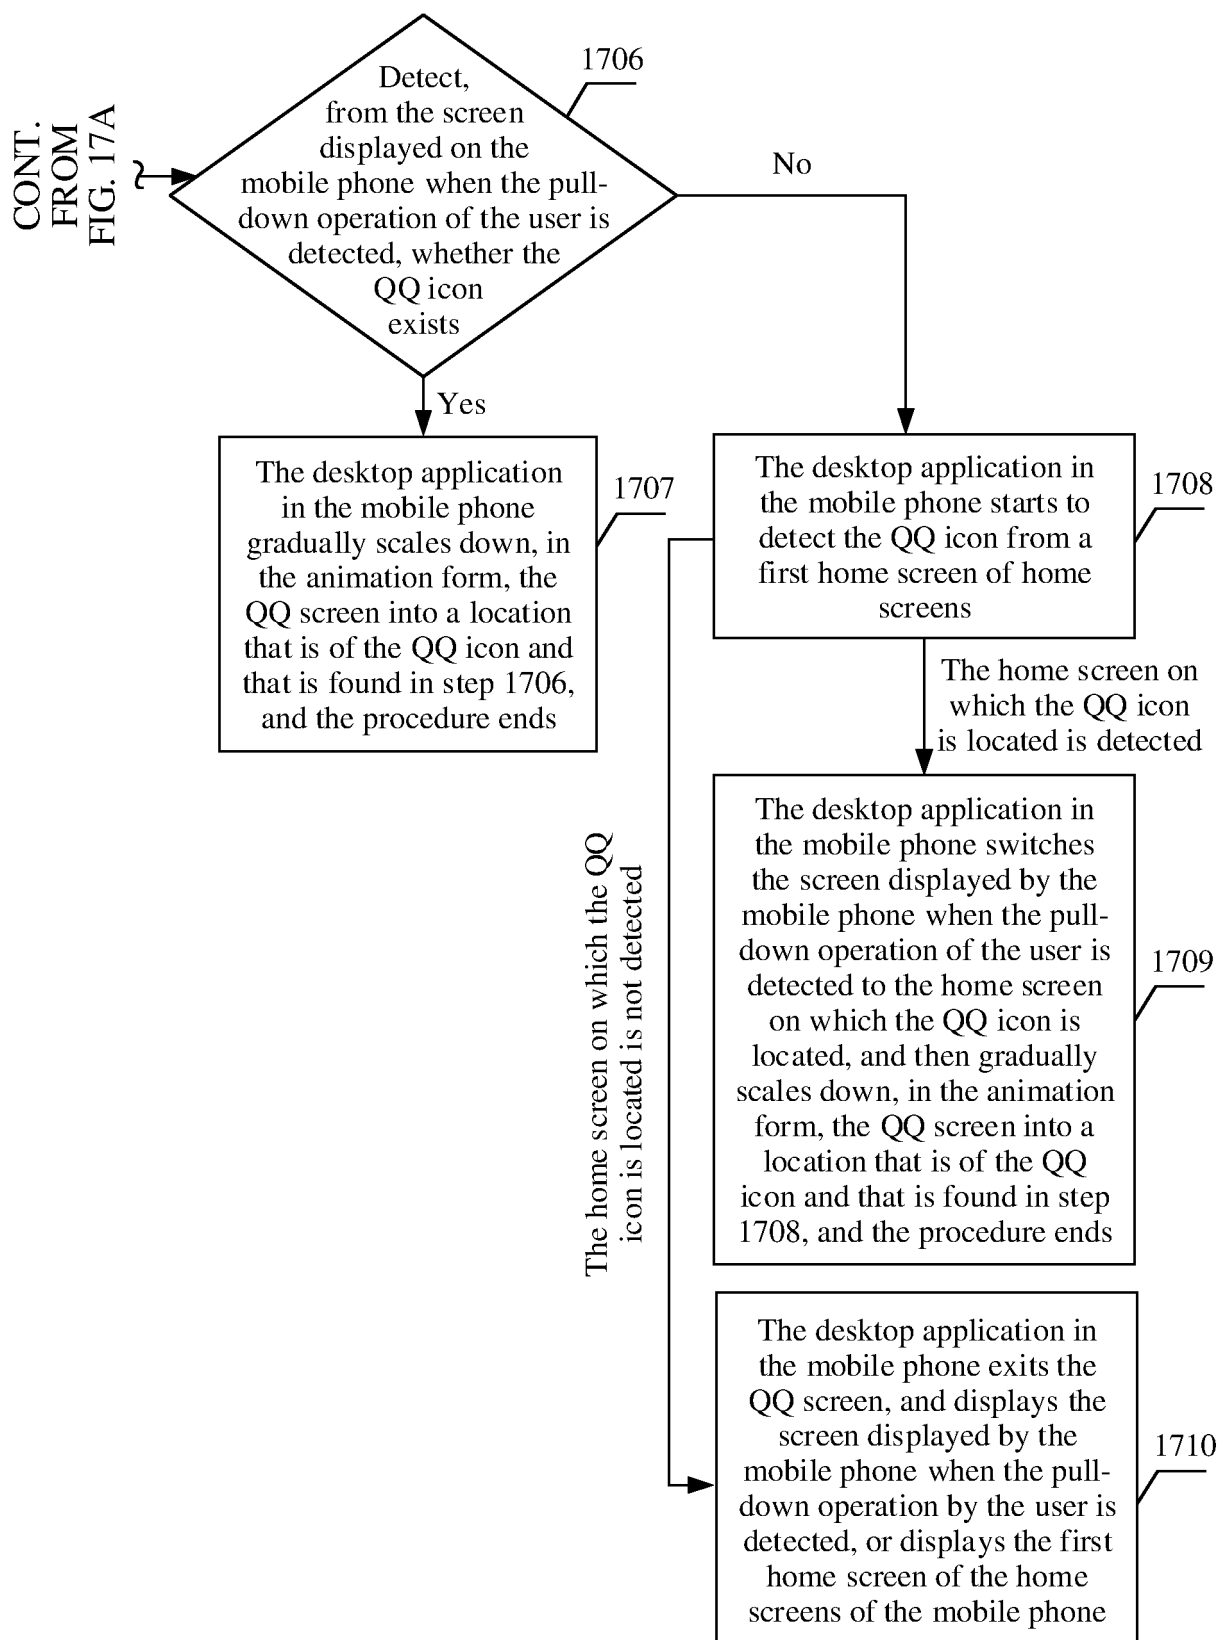 CONT.
FROM
FIG. 17A
Detect,
from the screen
displayed on the
mobile phone when the pull-
down operation of the user is
detected, whether the
QQ icon
exists
1706
No
Yes
The desktop application
in the mobile phone
gradually scales down, in
the animation form, the
QQ screen into a location
that is of the QQ icon and
that is found in step 1706,
and the procedure ends
1707
The desktop application in
the mobile phone starts to
detect the QQ icon from a
first home screen of home
screens
1708
The home screen on
which the QQ icon
is located is detected
The home screen on which the QQ
icon is located is not detected
The desktop application in
the mobile phone switches
the screen displayed by the
mobile phone when the pull-
down operation of the user is
detected to the home screen
on which the QQ icon is
located, and then gradually
scales down, in the animation
form, the QQ screen into a
location that is of the QQ
icon and that is found in step
1708, and the procedure ends
1709
The desktop application in
the mobile phone exits the
QQ screen, and displays the
screen displayed by the
mobile phone when the pull-
down operation by the user is
detected, or displays the first
home screen of the home
screens of the mobile phone
1710